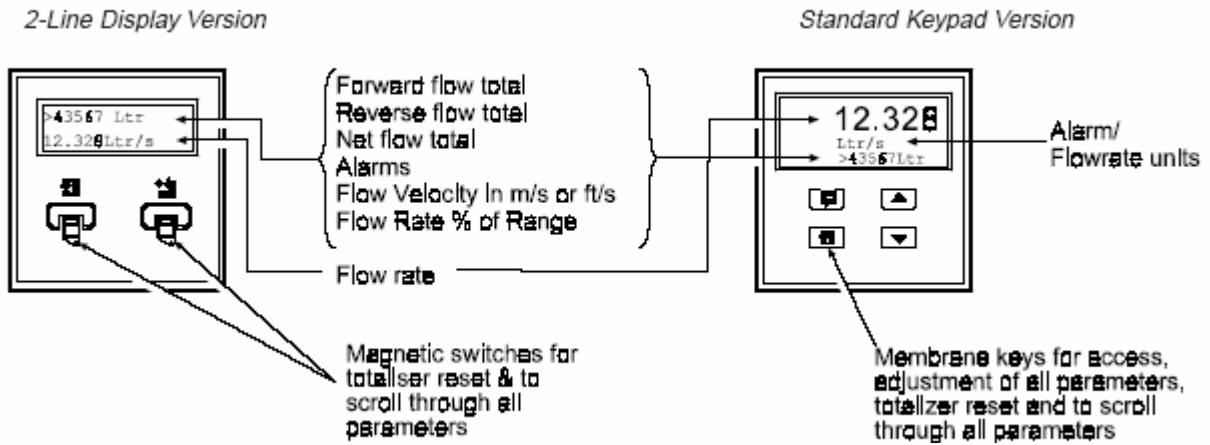 2-Line Display Version
Standard Keypad Version
>43567 Ltr
12.328Ltr/s
Forward flow total
Reverse flow total
Net flow total
Alarms
Flow Velocity in m/s or ft/s
Flow Rate % of Range
Flow rate
12.328
Ltr/s
>43567Ltr
Alarm/
Flowrate units
Magnetic switches for
totaliser reset & to
scroll through all
parameters
Membrane keys for access,
adjustment of all parameters,
totalizer reset and to scroll
through all parameters